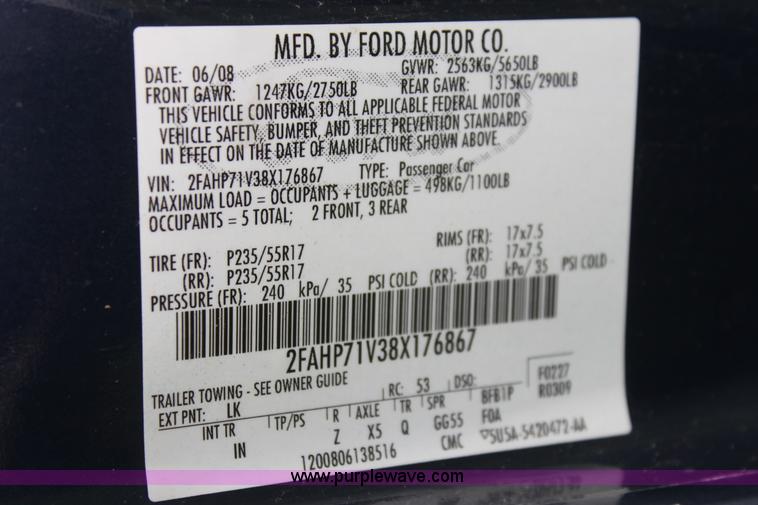 MFD. BY FORD MOTOR CO.
DATE: 06/08 GVWR: 2563KG/5650LB
FRONT GAWR: 1247KG/2750LB REAR GAWR: 1315KG/2900LB
THIS VEHICLE CONFORMS TO ALL APPLICABLE FEDERAL MOTOR
VEHICLE SAFETY, BUMPER, AND THEFT PREVENTION STANDARDS
IN EFFECT ON THE DATE OF MANUFACTURE SHOWN ABOVE.
VIN: 2FAHP71V38X176867 TYPE: Passenger Car
MAXIMUM LOAD = OCCUPANTS + LUGGAGE = 498KG/1100LB
OCCUPANTS = 5 TOTAL; 2 FRONT, 3 REAR
TIRE (FR): P235/55R17 RIMS (FR): 17x7.5
(RR): P235/55R17 (RR): 17x7.5
PRESSURE (FR): 240 kPa/ 35 PSI COLD (RR): 240 kPa/ 35 PSI COLD
2FAHP71V38X176867
TRAILER TOWING - SEE OWNER GUIDE F0227
EXT PNT: LK RC: 53 DSO: R0309
INT TR TP/PS R AXLE TR SPR BFB1P
IN Z X5 Q GG55 FOA
1200806138516 CMC 5U5A-5420472-AA
www.purplewave.com